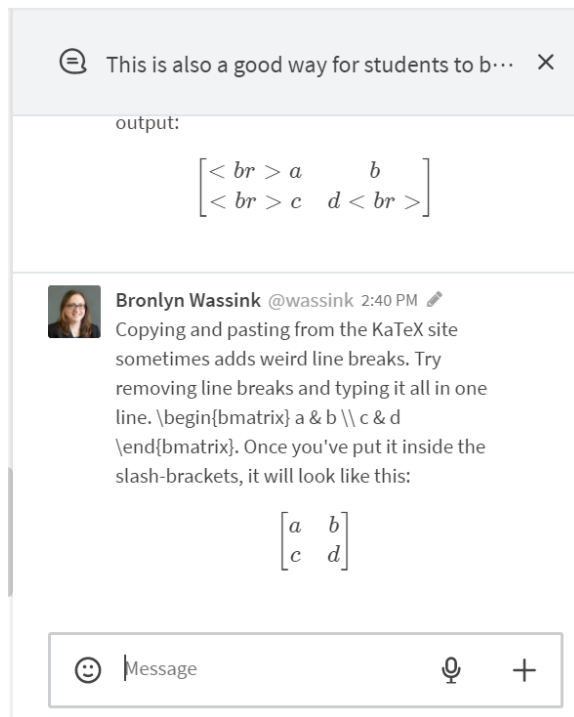 This is also a good way for students to b···
output:
< br > a b
< br > c d < br >
Bronlyn Wassink @wassink 2:40 PM
Copying and pasting from the KaTeX site
sometimes adds weird line breaks. Try
removing line breaks and typing it all in one
line. \begin{bmatrix} a & b \\ c & d
\end{bmatrix}. Once you've put it inside the
slash-brackets, it will look like this:
a b
c d
Message